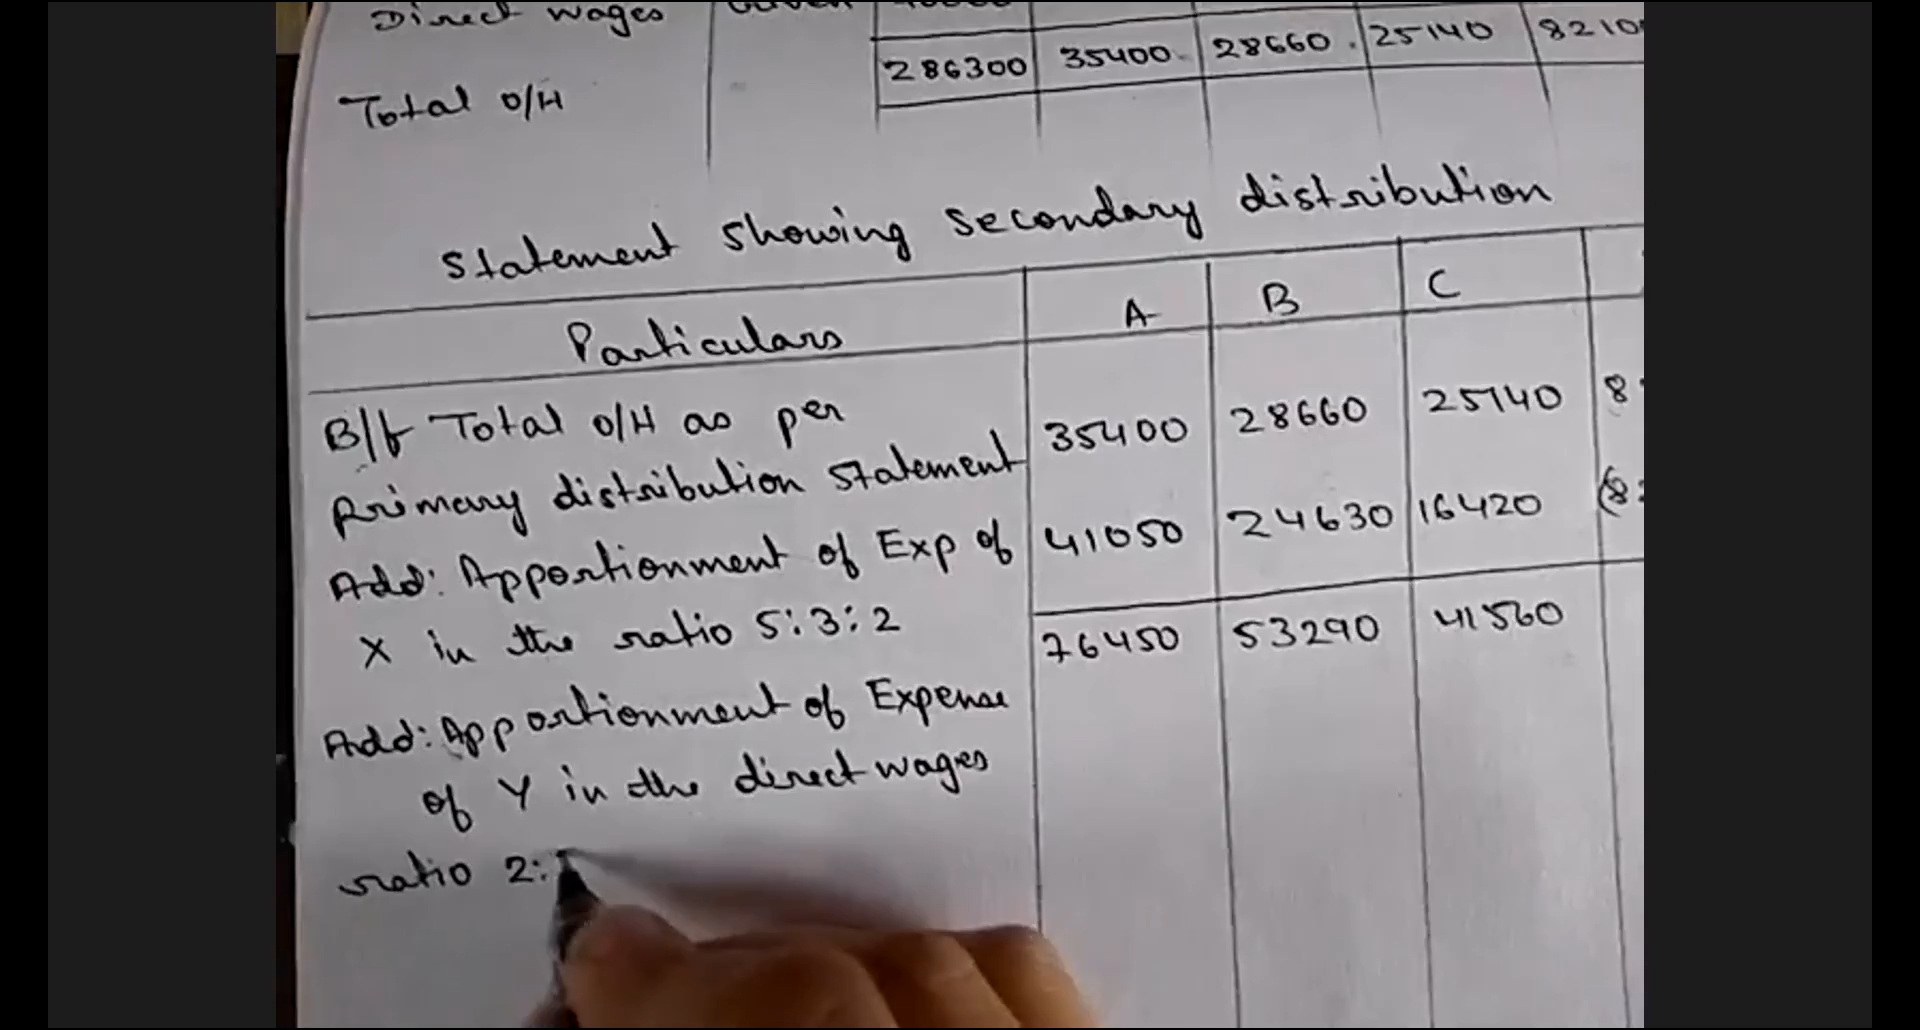 Direct wages
286300 35400 28660 25140 8210
Total O/H
Statement showing secondary distribution
Particulars A B C
B/f Total O/H as per 35400 28660 25140 8
Primary distribution statement
Add: Apportionment of Exp of 41050 24630 16420 (8
X in the ratio 5:3:2
76450 53290 41560
Add: Apportionment of Expense
of Y in the direct wages
ratio 2: